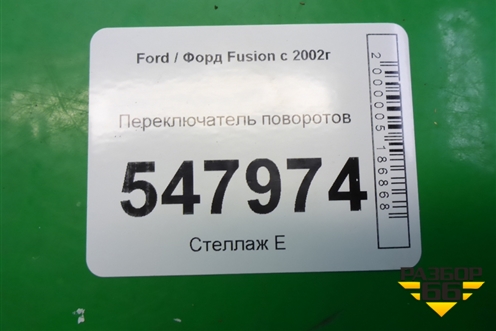 Ford / Форд Fusion с 2002г
Переключатель поворотов
547974
Стеллаж Е
2000005186868
РАЗБОР
66